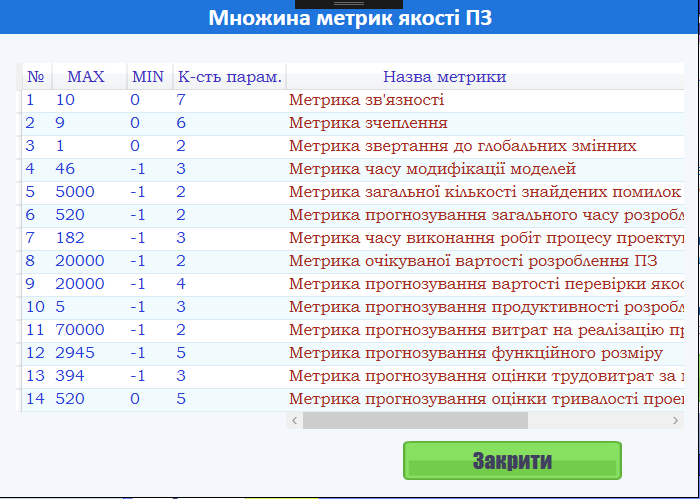 Множина метрик якості ПЗ
№ MAX MIN К-сть парам. Назва метрики
1 10 0 7 Метрика зв'язності
2 9 0 6 Метрика зчеплення
3 1 0 2 Метрика звертання до глобальних змінних
4 46 -1 3 Метрика часу модифікації моделей
5 5000 -1 2 Метрика загальної кількості знайдених помилок
6 520 -1 2 Метрика прогнозування загального часу розробл
7 182 -1 3 Метрика часу виконання робіт процесу проекту
8 20000 -1 2 Метрика очікуваної вартості розроблення ПЗ
9 20000 -1 4 Метрика прогнозування вартості перевірки якос
10 5 -1 3 Метрика прогнозування продуктивності розробл
11 70000 -1 2 Метрика прогнозування витрат на реалізацію пр
12 2945 -1 5 Метрика прогнозування функційного розміру
13 394 -1 3 Метрика прогнозування оцінки трудовитрат за
14 520 0 5 Метрика прогнозування оцінки тривалості прое
Закрити